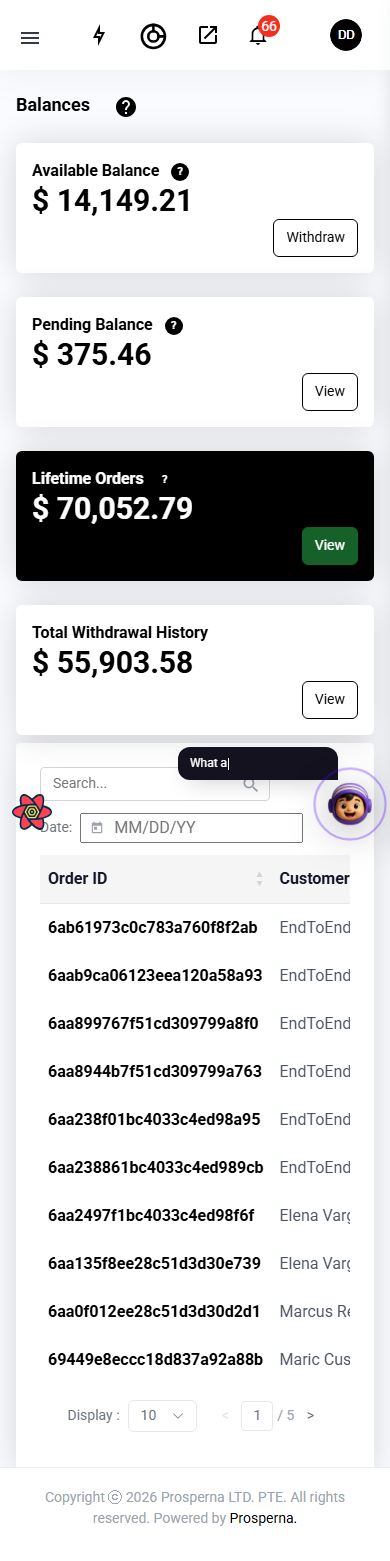 66
DD
Balances ?
Available Balance ?
$ 14,149.21
Withdraw
Pending Balance ?
$ 375.46
View
Lifetime Orders ?
$ 70,052.79
View
Total Withdrawal History
$ 55,903.58
View
What a
Search...
Date: MM/DD/YY
Order ID Customer
6ab61973c0c783a760f8f2ab EndToEnd
6aab9ca06123eea120a58a93 EndToEnd
6aa899767f51cd309799a8f0 EndToEnd
6aa8944b7f51cd309799a763 EndToEnd
6aa238f01bc4033c4ed98a95 EndToEnd
6aa238861bc4033c4ed989cb EndToEnd
6aa2497f1bc4033c4ed98f6f Elena Varg
6aa135f8ee28c51d3d30e739 Elena Varg
6aa0f012ee28c51d3d30d2d1 Marcus Re
69449e8eccc18d837a92a88b Maric Cus
Display : 10 < 1 / 5 >
Copyright © 2026 Prosperna LTD. PTE. All rights
reserved. Powered by Prosperna.